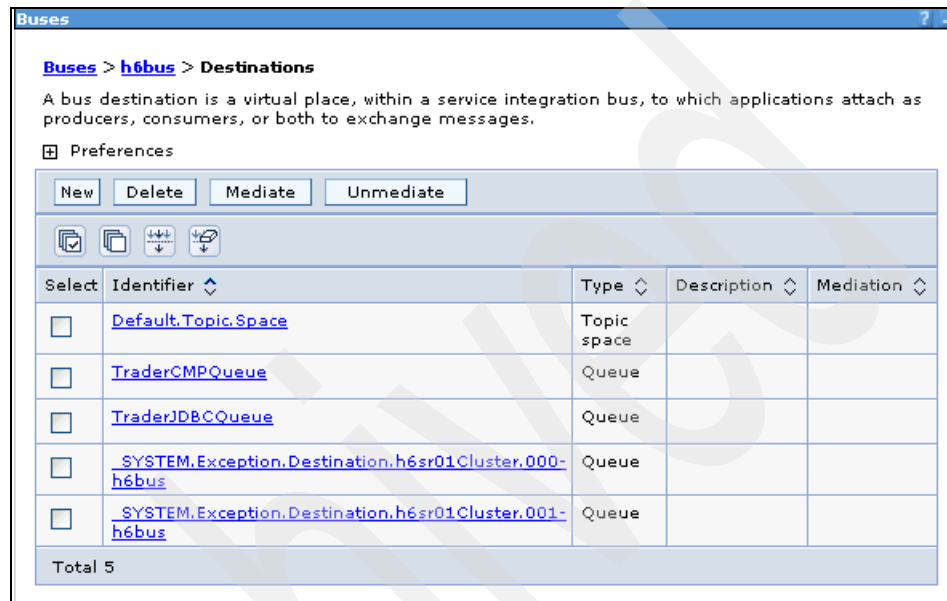 Buses
?
Buses > h6bus > Destinations
A bus destination is a virtual place, within a service integration bus, to which applications attach as
producers, consumers, or both to exchange messages.
Preferences
New Delete Mediate Unmediate
Select Identifier Type Description Mediation
Default.Topic.Space Topic
space
TraderCMPQueue Queue
TraderJDBCQueue Queue
_SYSTEM.Exception.Destination.h6sr01Cluster.000- Queue
h6bus
_SYSTEM.Exception.Destination.h6sr01Cluster.001- Queue
h6bus
Total 5